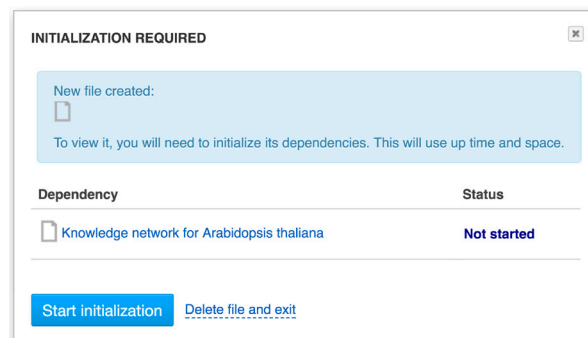 INITIALIZATION REQUIRED
New file created:
To view it, you will need to initialize its dependencies. This will use up time and space.
Dependency Status
Knowledge network for Arabidopsis thaliana Not started
Start initialization Delete file and exit